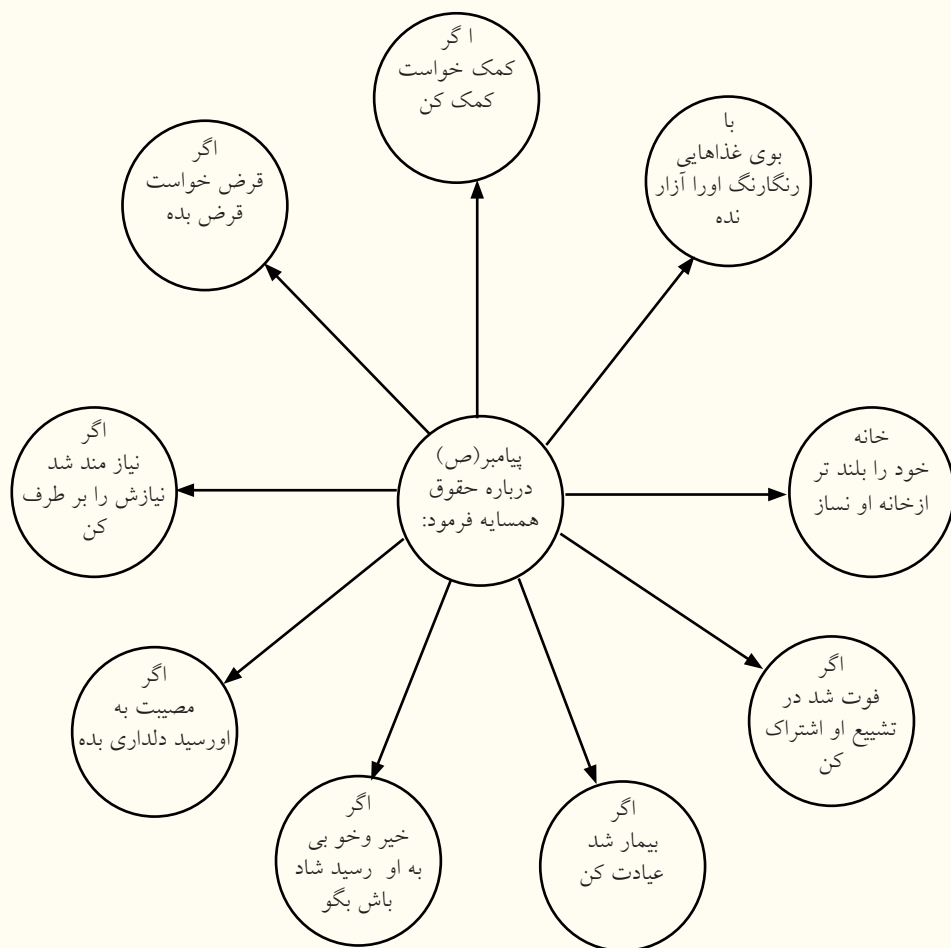 پیامبر(ص)
درباره حقوق
همسایه فرمود:
ا گر
کمک خواست
کمک کن
با
بوی غذاهایی
رنگارنگ اورا آزار
نده
خانه
خود را بلند تر
ازخانه او نساز
اگر
فوت شد در
تشییع او اشتراک
کن
اگر
بیمار شد
عیادت کن
اگر
خیر وخو بی
به او رسید شاد
باش بگو
اگر
مصیبت به
اورسید دلداری بده
اگر
نیاز مند شد
نیازش را بر طرف
کن
اگر
قرض خواست
قرض بده